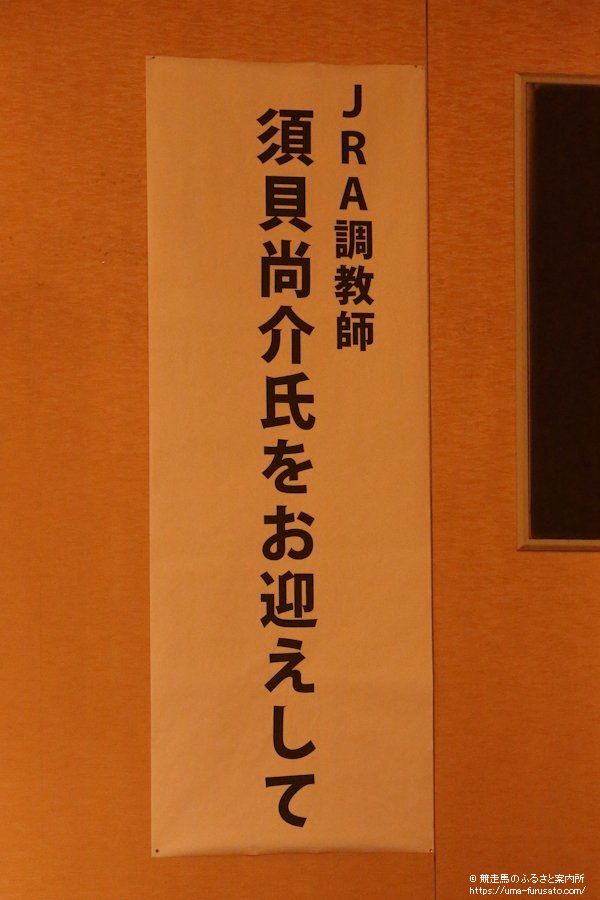 JRA調教師
須貝尚介氏をお迎えして
© 競走馬のふるさと案内所
https://uma-furusato.com/